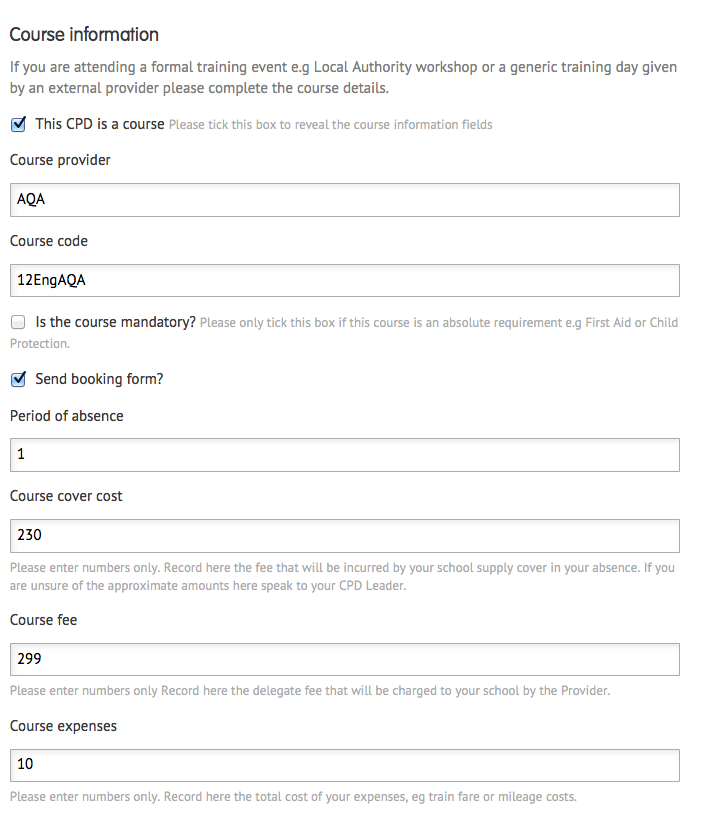 Course information
If you are attending a formal training event e.g Local Authority workshop or a generic training day given
by an external provider please complete the course details.
This CPD is a course Please tick this box to reveal the course information fields
Course provider
AQA
Course code
12EngAQA
Is the course mandatory? Please only tick this box if this course is an absolute requirement e.g First Aid or Child
Protection.
Send booking form?
Period of absence
1
Course cover cost
230
Please enter numbers only. Record here the fee that will be incurred by your school supply cover in your absence. If you
are unsure of the approximate amounts here speak to your CPD Leader.
Course fee
299
Please enter numbers only Record here the delegate fee that will be charged to your school by the Provider.
Course expenses
10
Please enter numbers only. Record here the total cost of your expenses, eg train fare or mileage costs.